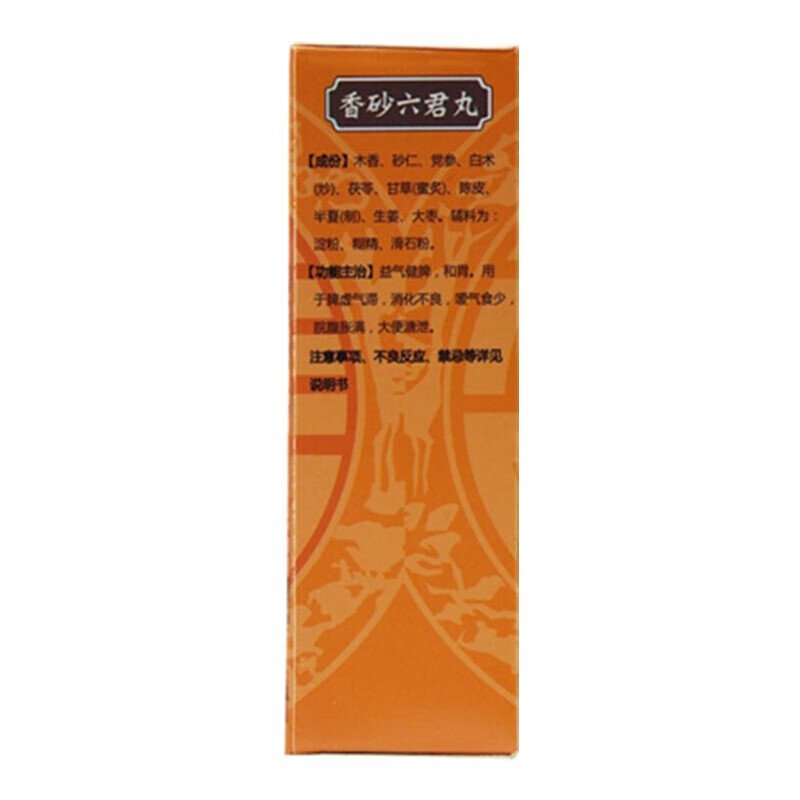 香砂六君丸
【成份】木香、砂仁、党参、白术
(炒)、茯苓、甘草(蜜炙)、陈皮、
半夏(制)、生姜、大枣。辅料为：
淀粉、糊精、滑石粉。
【功能主治】益气健脾，和胃。用
于脾虚气滞，消化不良，嗳气食少，
脘腹胀满，大便溏泄。
注意事项、不良反应、禁忌等详见
说明书